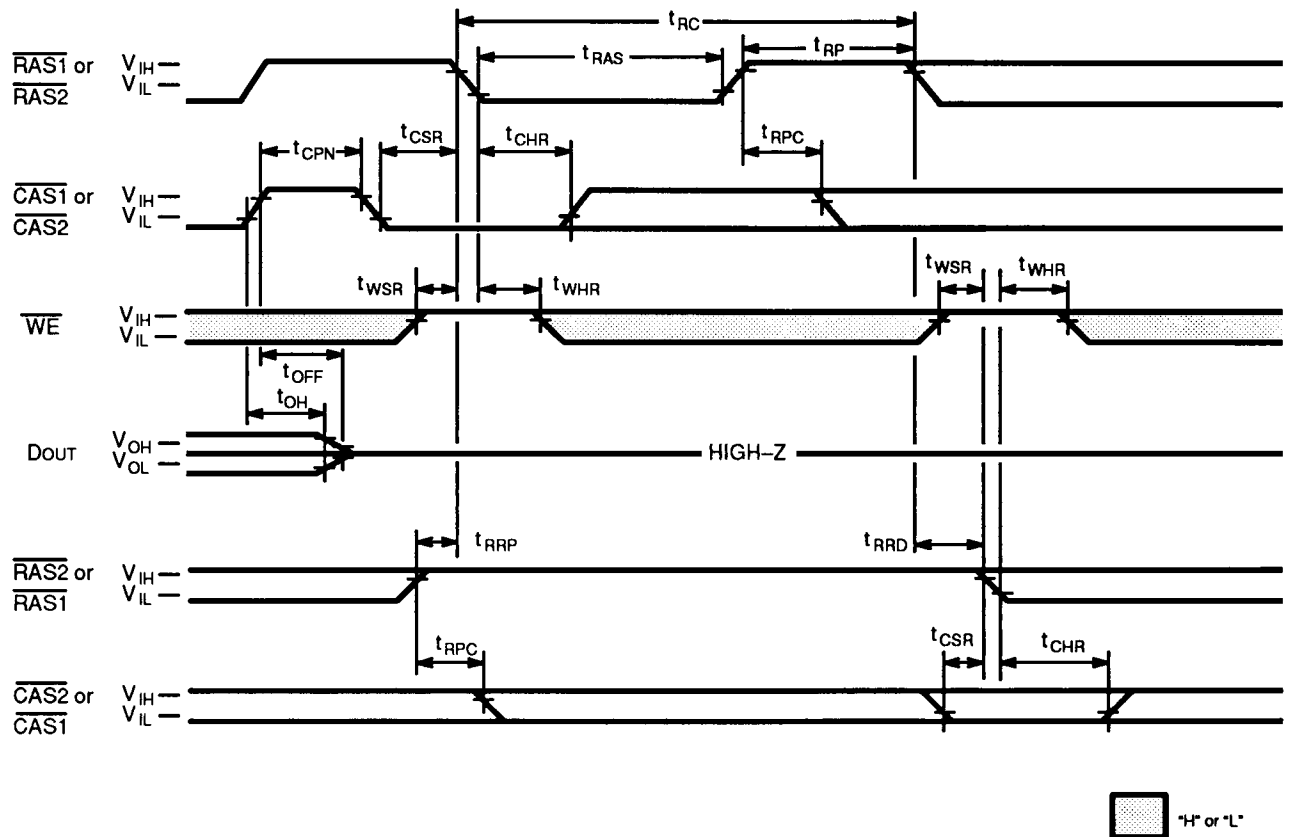 tRC
tRAS
tRP
RAS1 or VIH
RAS2 VIL
tCPN
tCSR
tCHR
tRPC
CAS1 or VIH
CAS2 VIL
tWSR
tWHR
tWSR
tWHR
WE VIH
VIL
tOFF
tOH
DOUT VOH
VOL
HIGH–Z
tRRP
tRRD
RAS2 or VIH
RAS1 VIL
tRPC
tCSR
tCHR
CAS2 or VIH
CAS1 VIL
"H" or "L"